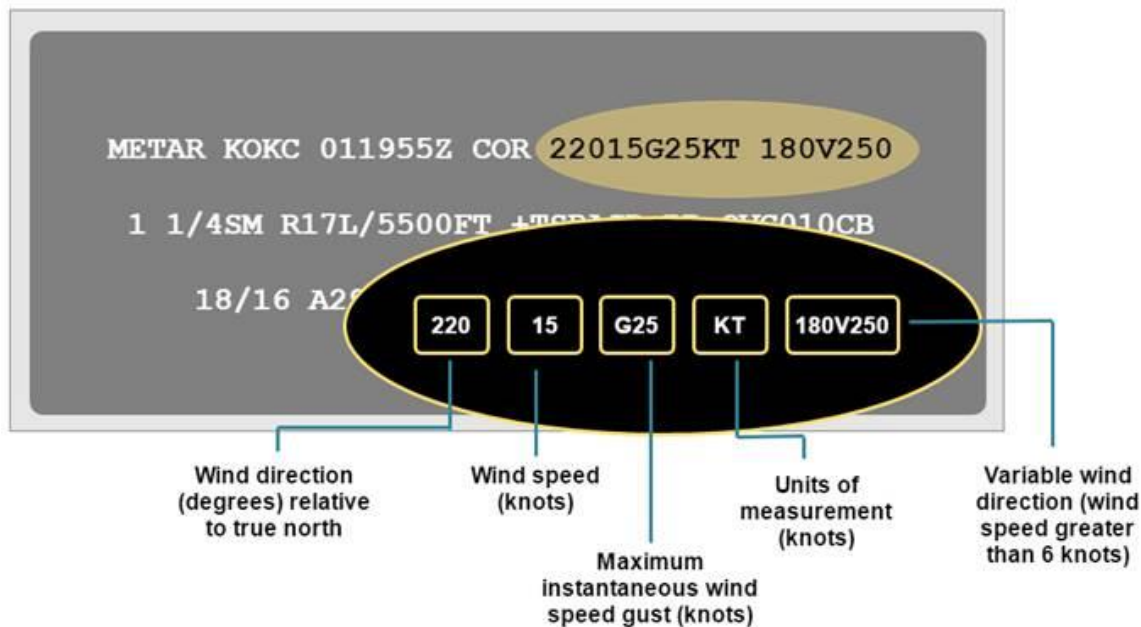 METAR KOKC 011955Z COR 22015G25KT 180V250
1 1/4SM R17L/5500FT 010CB
18/16
220 15 G25 KT 180V250
Wind direction
(degrees) relative
to true north
Wind speed
(knots)
Maximum
instantaneous wind
speed gust (knots)
Units of
measurement
(knots)
Variable wind
direction (wind
speed greater
than 6 knots)